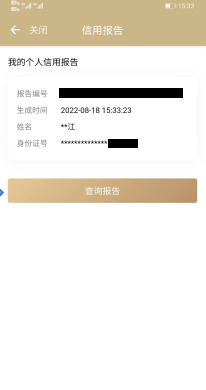 15:33
关闭
信用报告
我的个人信用报告
报告编号
生成时间 2022-08-18 15:33:23
姓名 **江
身份证号 **************
查询报告